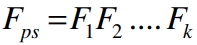 F_ps = F_1 F_2 .... F_k